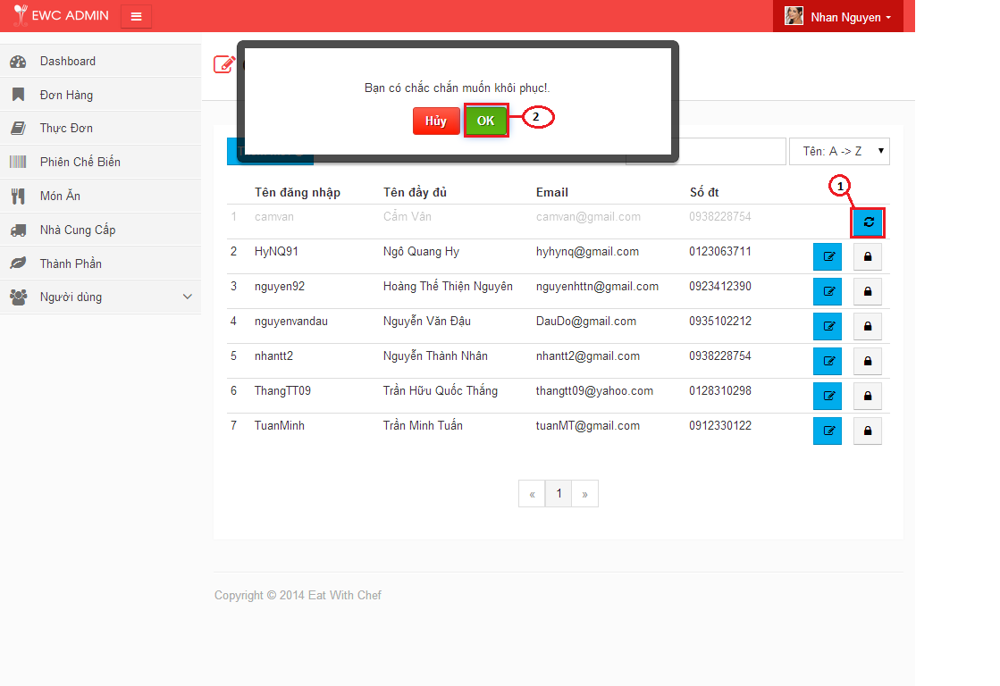 EWC ADMIN
Nhan Nguyen
Dashboard
Đơn Hàng
Thực Đơn
Phiên Chế Biến
Món Ăn
Nhà Cung Cấp
Thành Phần
Người dùng
Bạn có chắc chắn muốn khôi phục!.
Hủy OK 2
Tên: A -> Z
1
Tên đăng nhập Tên đầy đủ Email Số đt
1 camvan Cẩm Vân camvan@gmail.com 0938228754
2 HyNQ91 Ngô Quang Hy hyhynq@gmail.com 0123063711
3 nguyen92 Hoàng Thế Thiện Nguyên nguyenhttn@gmail.com 0923412390
4 nguyenvandau Nguyễn Văn Đậu DauDo@gmail.com 0935102212
5 nhantt2 Nguyễn Thành Nhân nhantt2@gmail.com 0938228754
6 ThangTT09 Trần Hữu Quốc Thắng thangtt09@yahoo.com 0128310298
7 TuanMinh Trần Minh Tuấn tuanMT@gmail.com 0912330122
« 1 »
Copyright © 2014 Eat With Chef